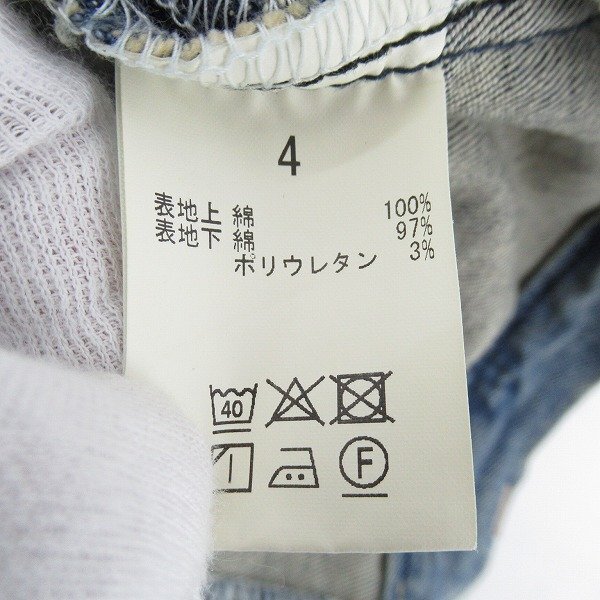 4
表地上 綿 100%
表地下 綿 97%
ポリウレタン 3%
40
F